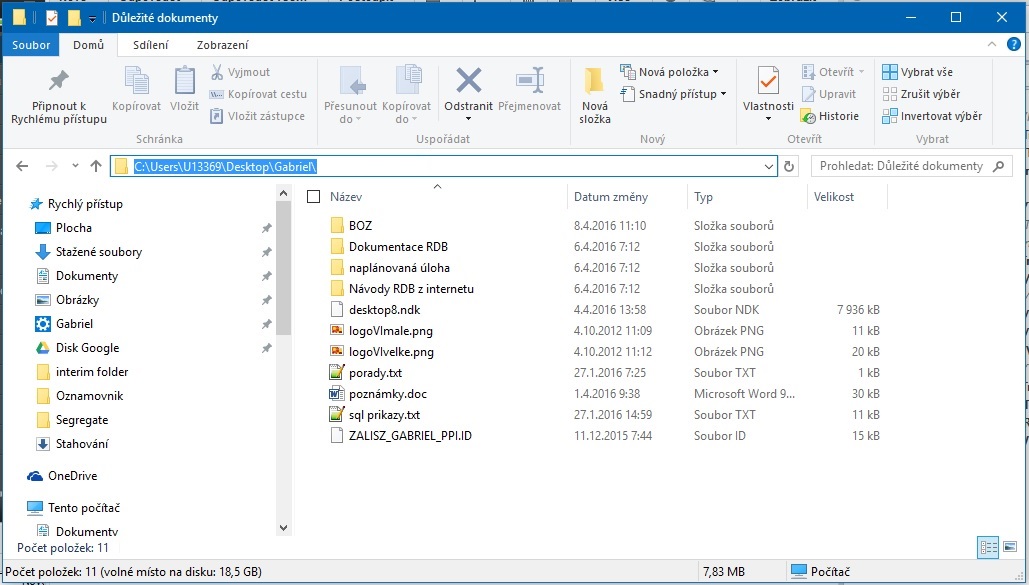 Důležité dokumenty
Soubor Domů Sdílení Zobrazení
Připnout k Rychlému přístupu
Kopírovat
Vložit
Vyjmout
Kopírovat cestu
Vložit zástupce
Schránka
Přesunout do
Kopírovat do
Odstranit
Přejmenovat
Uspořádat
Nová složka
Nová položka
Snadný přístup
Nový
Vlastnosti
Otevřít
Upravit
Historie
Otevřít
Vybrat vše
Zrušit výběr
Invertovat výběr
Vybrat
C:\Users\U13369\Desktop\Gabriel\
Prohledat: Důležité dokumenty
Rychlý přístup
Plocha
Stažené soubory
Dokumenty
Obrázky
Gabriel
Disk Google
interim folder
Oznamovnik
Segregate
Stahování
OneDrive
Tento počítač
Dokumenty
Název Datum změny Typ Velikost
BOZ 8.4.2016 11:10 Složka souborů
Dokumentace RDB 6.4.2016 7:12 Složka souborů
naplánovaná úloha 6.4.2016 7:12 Složka souborů
Návody RDB z internetu 6.4.2016 7:12 Složka souborů
desktop8.ndk 4.4.2016 13:58 Soubor NDK 7 936 kB
logoVlmale.png 4.10.2012 11:09 Obrázek PNG 11 kB
logoVlvelke.png 4.10.2012 11:12 Obrázek PNG 20 kB
porady.txt 27.1.2016 7:25 Soubor TXT 1 kB
poznámky.doc 1.4.2016 9:38 Microsoft Word 9... 30 kB
sql prikazy.txt 27.1.2016 14:59 Soubor TXT 11 kB
ZALISZ_GABRIEL_PPI.ID 11.12.2015 7:44 Soubor ID 15 kB
Počet položek: 11
Počet položek: 11 (volné místo na disku: 18,5 GB) 7,83 MB Počítač